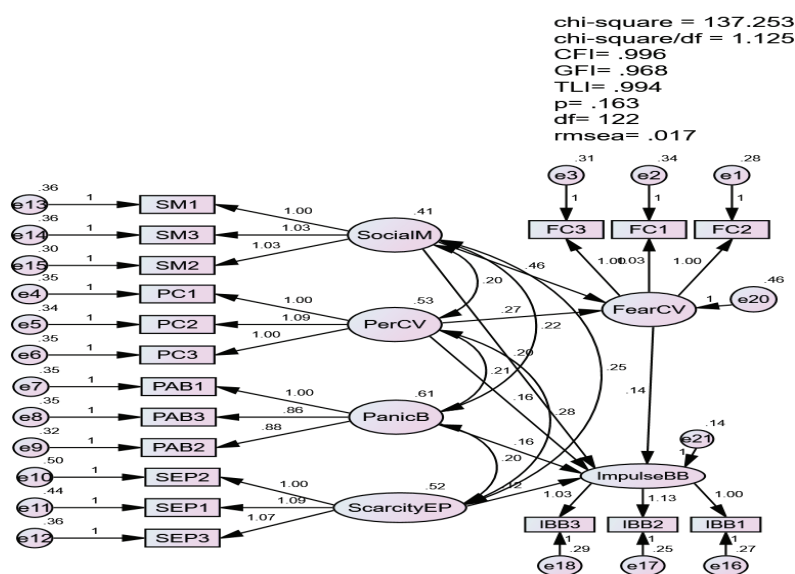 chi-square = 137.253
chi-square/df = 1.125
CFI= .996
GFI= .968
TLI= .994
p= .163
df= 122
rmsea= .017
.31 .34 .28
e3 e2 e1
1 1 1
FC3 FC1 FC2
1.03 1.00
.36
e13 1 SM1 1.00
.36
e14 1 SM3 1.03
.30
e15 1 SM2 1.03
.41
SocialM
.35
e4 1 PC1 1.00
.34
e5 1 PC2 1.09
.35
e6 1 PC3 1.00
.53
PerCV
.46
.20
.27
.22
.46
1 e20
FearCV
.20
.21
.25
.16
.14
.28
.35
e7 1 PAB1 1.00
.35
e8 1 PAB3 .86
.32
e9 1 PAB2 .88
.61
PanicB
.16
.20
.14
e21
1
ImpulseBB
.50
e10 1 SEP2 1.00
.44
e11 1 SEP1 1.09
.36
e12 1 SEP3 1.07
.52
ScarcityEP
.12
1.03 1.13 1.00
IBB3 IBB2 IBB1
1 1 1
.29 .25 .27
e18 e17 e16